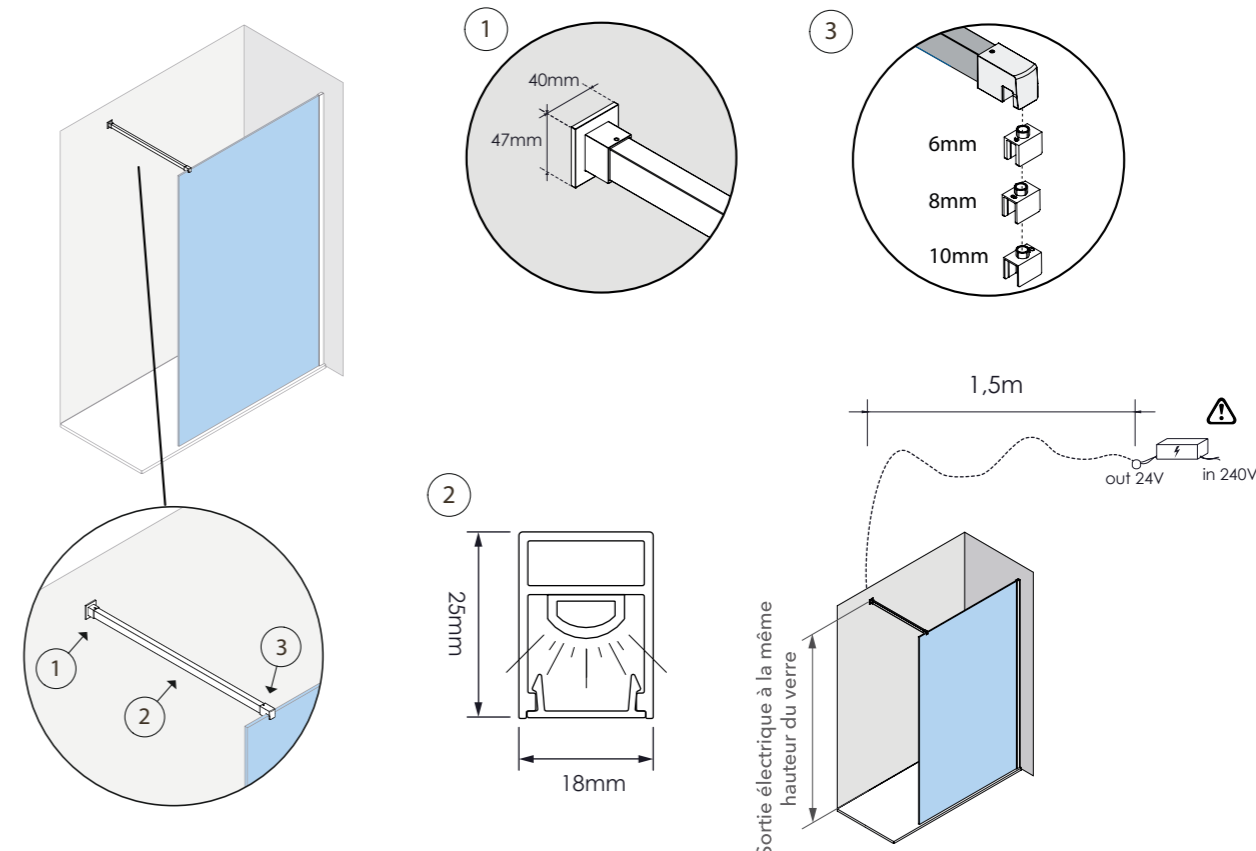 1
40mm
47mm
3
6mm
8mm
10mm
1
2
3
2
25mm
18mm
1,5m
out 24V
in 240V
Sortie électrique à la même
hauteur du verre